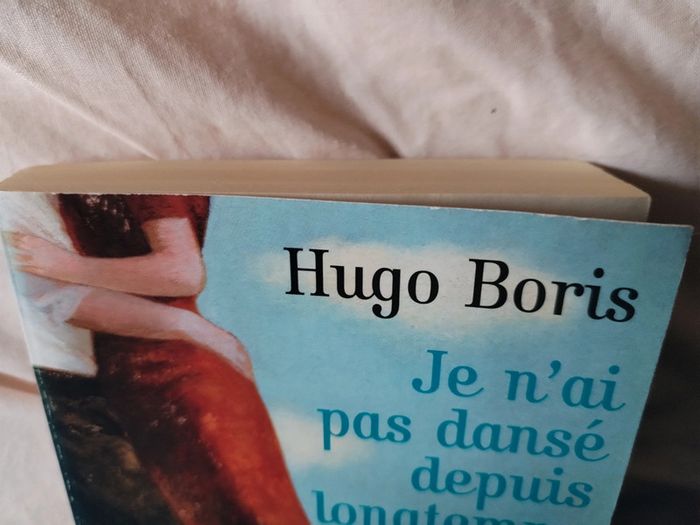 Hugo Boris
Je n'ai
pas dansé
depuis